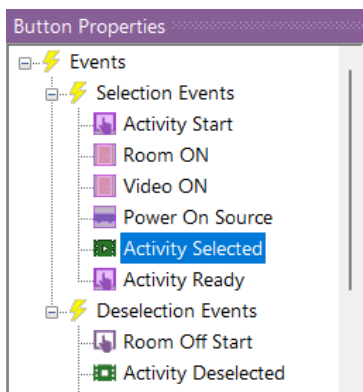 Button Properties
Events
Selection Events
Activity Start
Room ON
Video ON
Power On Source
Activity Selected
Activity Ready
Deselection Events
Room Off Start
Activity Deselected